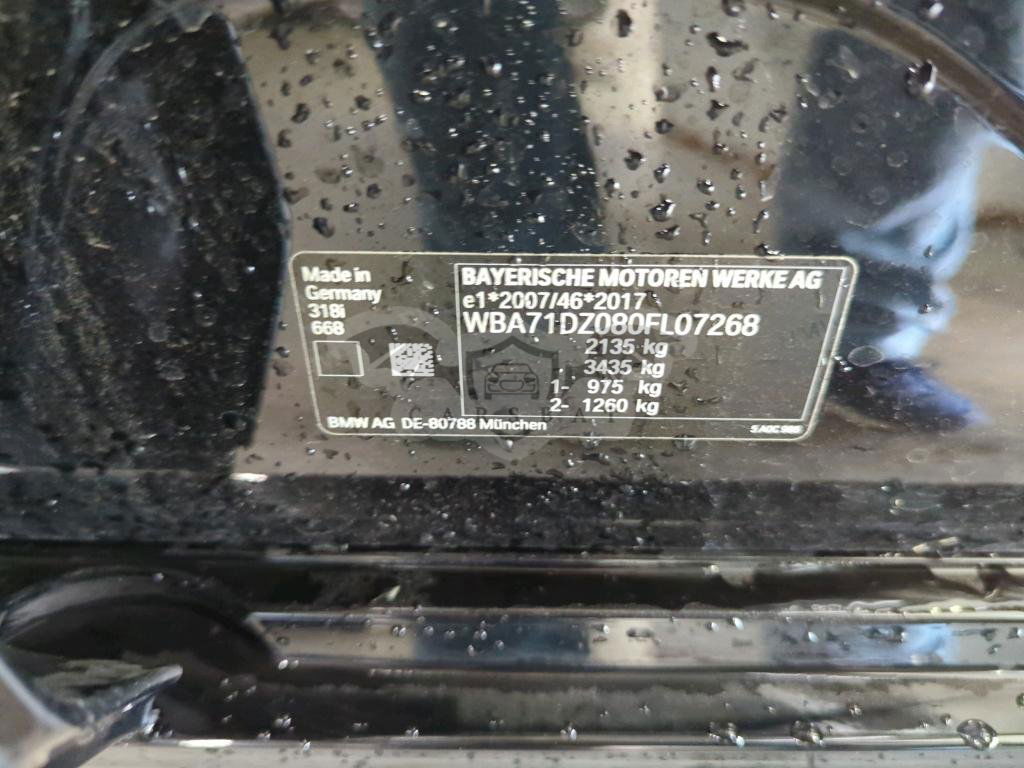 Made in
Germany
318i
668
BAYERISCHE MOTOREN WERKE AG
e1*2007/46*2017
WBA71DZ080FL07268
2135 kg
3435 kg
1- 975 kg
2- 1260 kg
BMW AG DE-80788 München